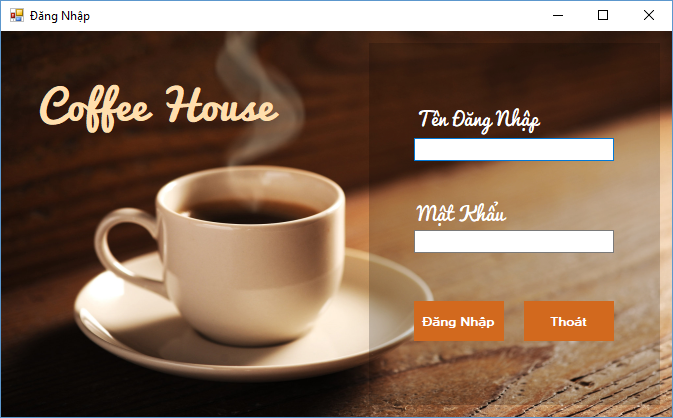 Đăng Nhập
Coffee House
Tên Đăng Nhập
Mật Khẩu
Đăng Nhập
Thoát